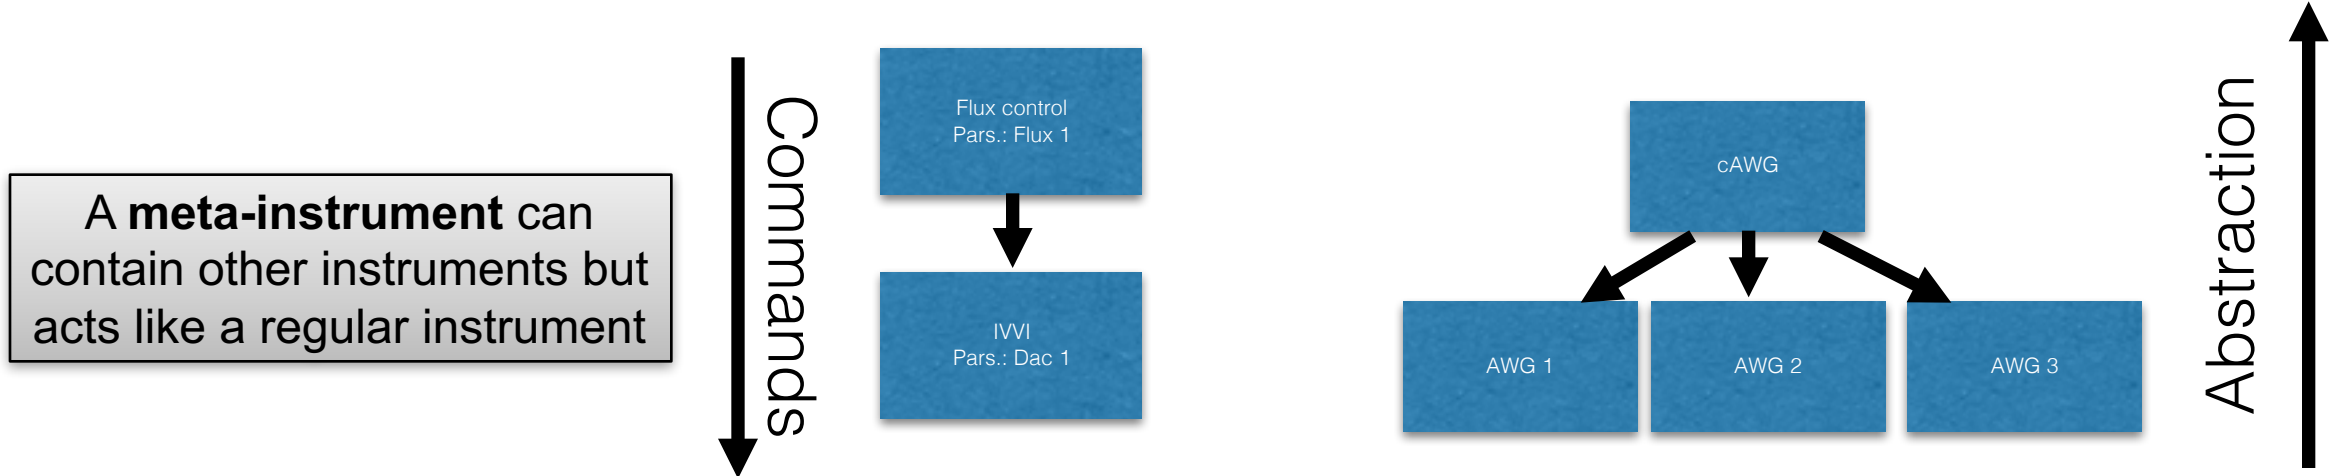 A meta-instrument can
contain other instruments but
acts like a regular instrument
Commands
Flux control
Pars.: Flux 1
IVVI
Pars.: Dac 1
cAWG
AWG 1
AWG 2
AWG 3
Abstraction